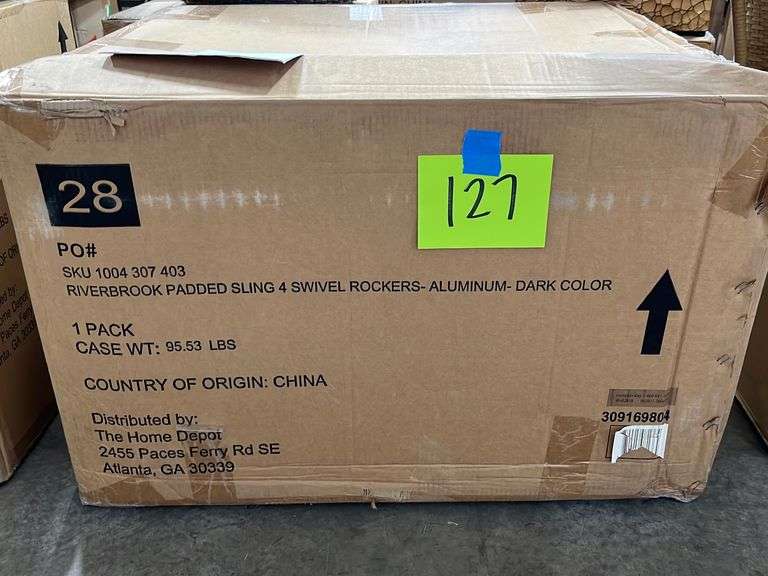 28
127
PO#
SKU 1004 307 403
RIVERBROOK PADDED SLING 4 SWIVEL ROCKERS- ALUMINUM- DARK COLOR
1 PACK
CASE WT: 95.53 LBS
COUNTRY OF ORIGIN: CHINA
Distributed by:
The Home Depot
2455 Paces Ferry Rd SE
Atlanta, GA 30339
309169804